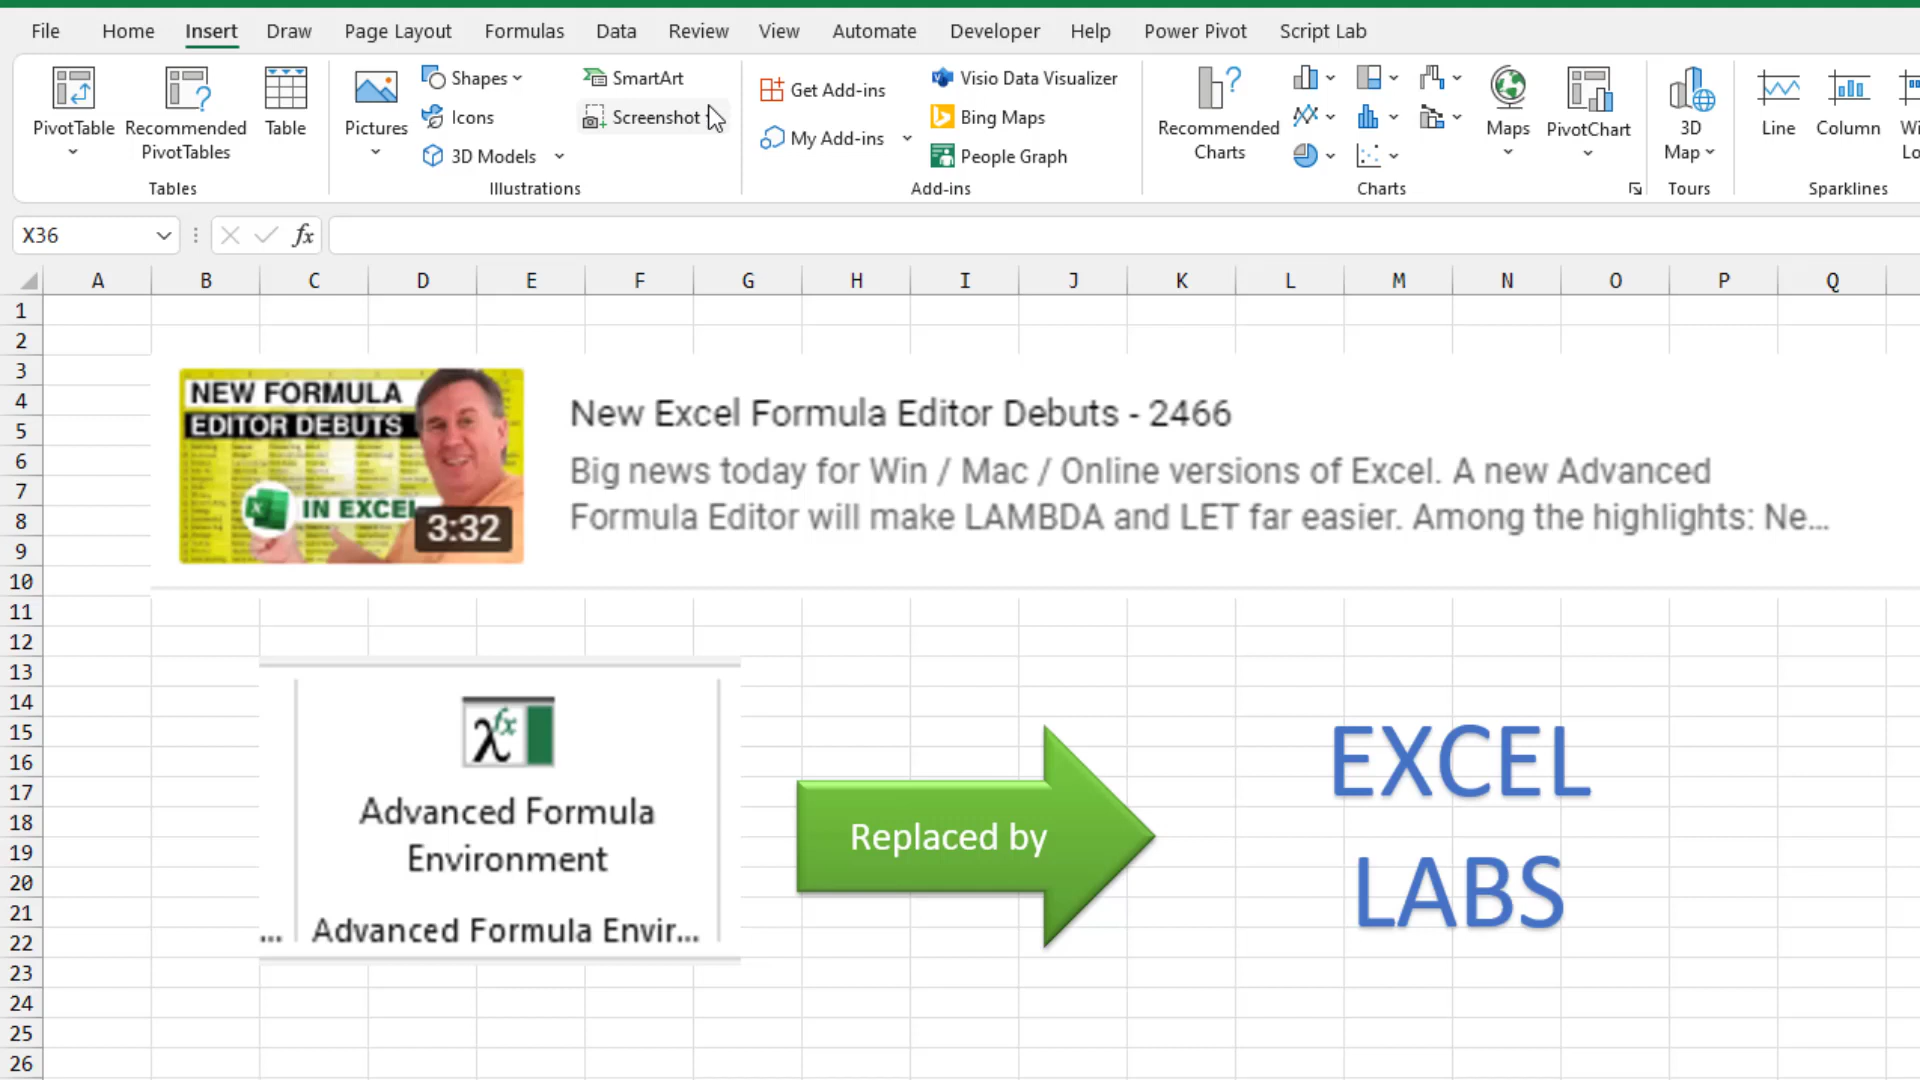 File Home Insert Draw Page Layout Formulas Data Review View Automate Developer Help Power Pivot Script Lab
PivotTable
Recommended
PivotTables
Table
Tables
Pictures
Shapes
Icons
3D Models
SmartArt
Screenshot
Illustrations
Get Add-ins
My Add-ins
Visio Data Visualizer
Bing Maps
People Graph
Add-ins
Recommended
Charts
Maps
PivotChart
Charts
3D
Map
Tours
Line
Column
Wi
Lo
Sparklines
X36
fx
A B C D E F G H I J K L M N O P Q
1
2
3
4
5
6
7
8
9
10
11
12
13
14
15
16
17
18
19
20
21
22
23
24
25
26
NEW FORMULA
EDITOR DEBUTS
IN EXCEL
3:32
New Excel Formula Editor Debuts - 2466
Big news today for Win / Mac / Online versions of Excel. A new Advanced
Formula Editor will make LAMBDA and LET far easier. Among the highlights: Ne...
λ fx
Advanced Formula
Environment
... Advanced Formula Envir...
Replaced by
EXCEL
LABS